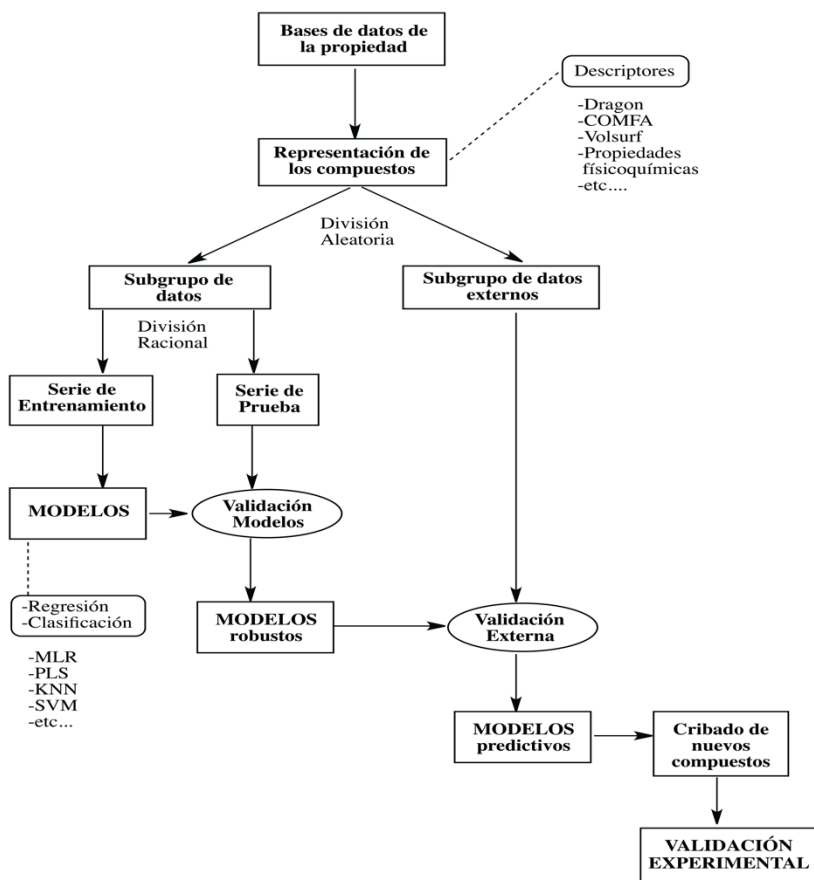 Bases de datos de
la propiedad
Descriptores
-Dragon
-COMFA
-Volsurf
-Propiedades
físicoquímicas
-etc....
Representación de
los compuestos
División
Aleatoria
Subgrupo de
datos
Subgrupo de datos
externos
División
Racional
Serie de
Entrenamiento
Serie de
Prueba
MODELOS
Validación
Modelos
-Regresión
-Clasificación
-MLR
-PLS
-KNN
-SVM
-etc...
MODELOS
robustos
Validación
Externa
MODELOS
predictivos
Cribado de
nuevos
compuestos
VALIDACIÓN
EXPERIMENTAL